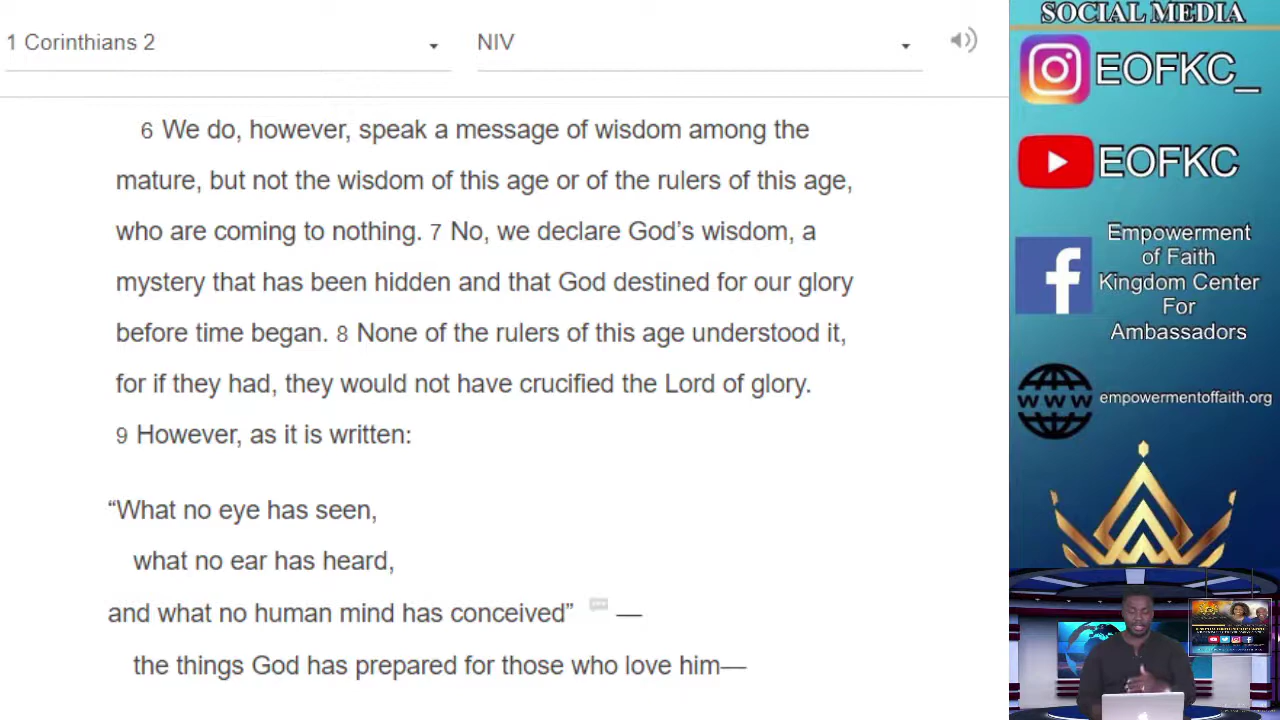 1 Corinthians 2
NIV
6 We do, however, speak a message of wisdom among the
mature, but not the wisdom of this age or of the rulers of this age,
who are coming to nothing. 7 No, we declare God’s wisdom, a
mystery that has been hidden and that God destined for our glory
before time began. 8 None of the rulers of this age understood it,
for if they had, they would not have crucified the Lord of glory.
9 However, as it is written:
“What no eye has seen,
what no ear has heard,
and what no human mind has conceived” —
the things God has prepared for those who love him—
SOCIAL MEDIA
EOFKC_
EOFKC
Empowerment
of Faith
Kingdom Center
For
Ambassadors
WWW
empowermentoffaith.org